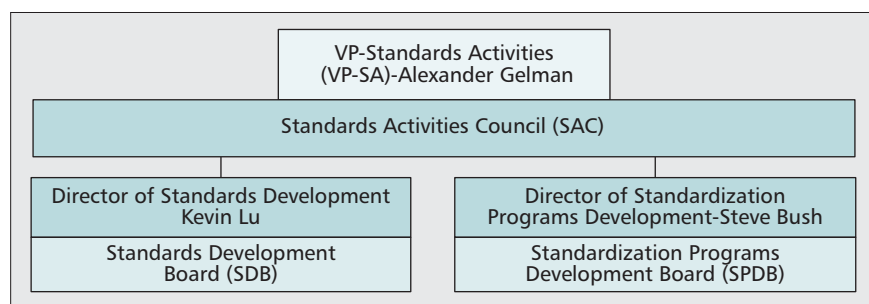 VP-Standards Activities
(VP-SA)-Alexander Gelman
Standards Activities Council (SAC)
Director of Standards Development
Kevin Lu
Standards Development
Board (SDB)
Director of Standardization
Programs Development-Steve Bush
Standardization Programs
Development Board (SPDB)